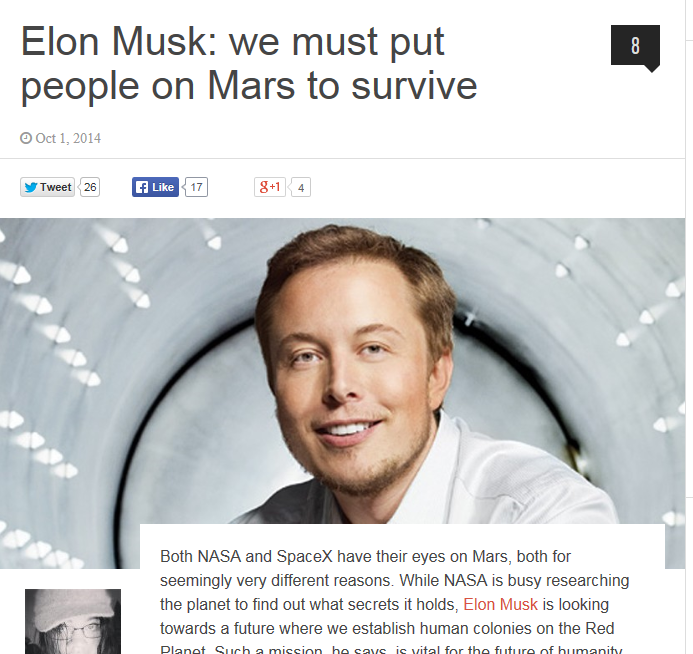 Elon Musk: we must put
people on Mars to survive
8
Oct 1, 2014
Tweet 26 Like 17 g+1 4
Both NASA and SpaceX have their eyes on Mars, both for
seemingly very different reasons. While NASA is busy researching
the planet to find out what secrets it holds, Elon Musk is looking
towards a future where we establish human colonies on the Red
Planet. Such a mission, he says, is vital for the future of humanity